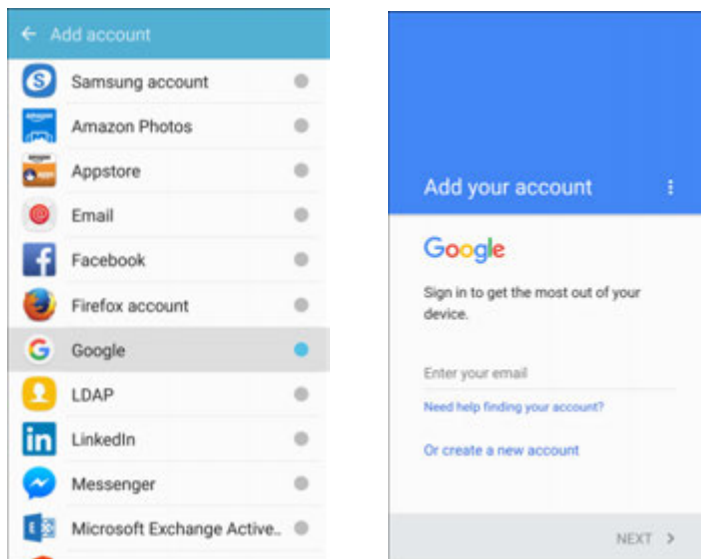 Add account
Samsung account
Amazon Photos
Appstore
Email
Facebook
Firefox account
Google
LDAP
LinkedIn
Messenger
Microsoft Exchange Active..
Add your account
Google
Sign in to get the most out of your
device.
Enter your email
Need help finding your account?
Or create a new account
NEXT